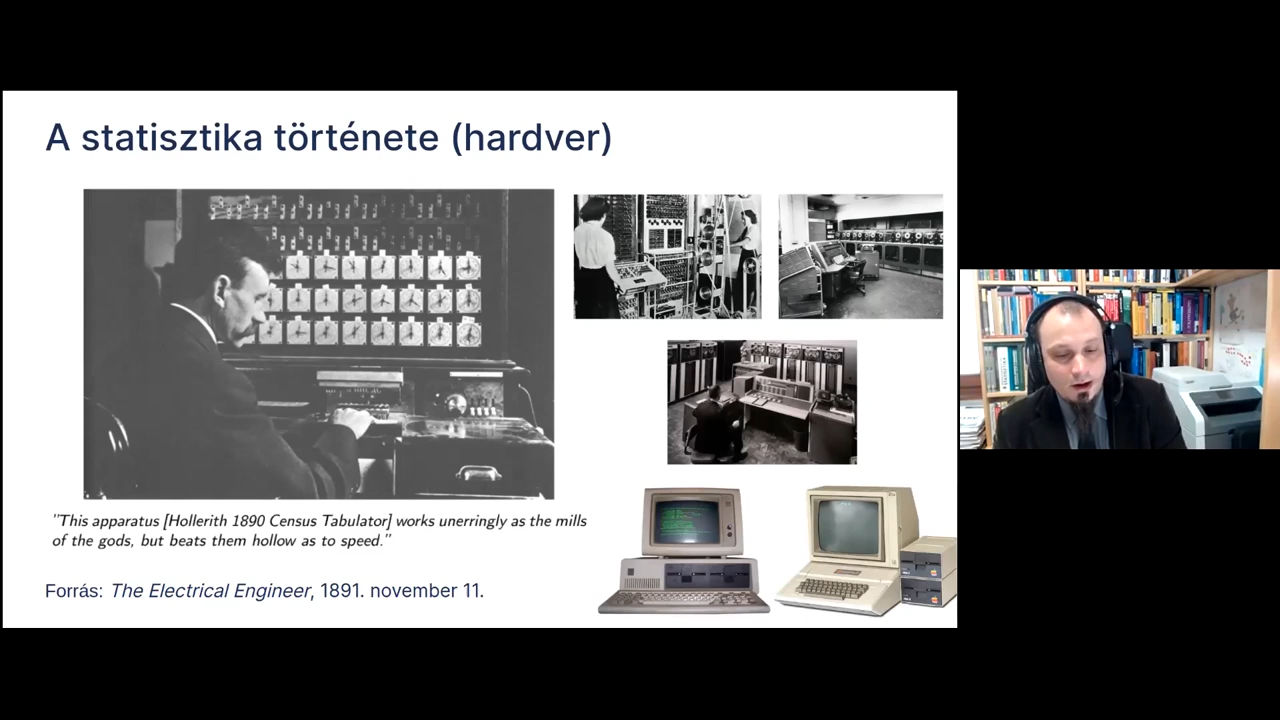 A statisztika története (hardver)
"This apparatus [Hollerith 1890 Census Tabulator] works unerringly as the mills
of the gods, but beats them hollow as to speed."
Forrás: The Electrical Engineer, 1891. november 11.